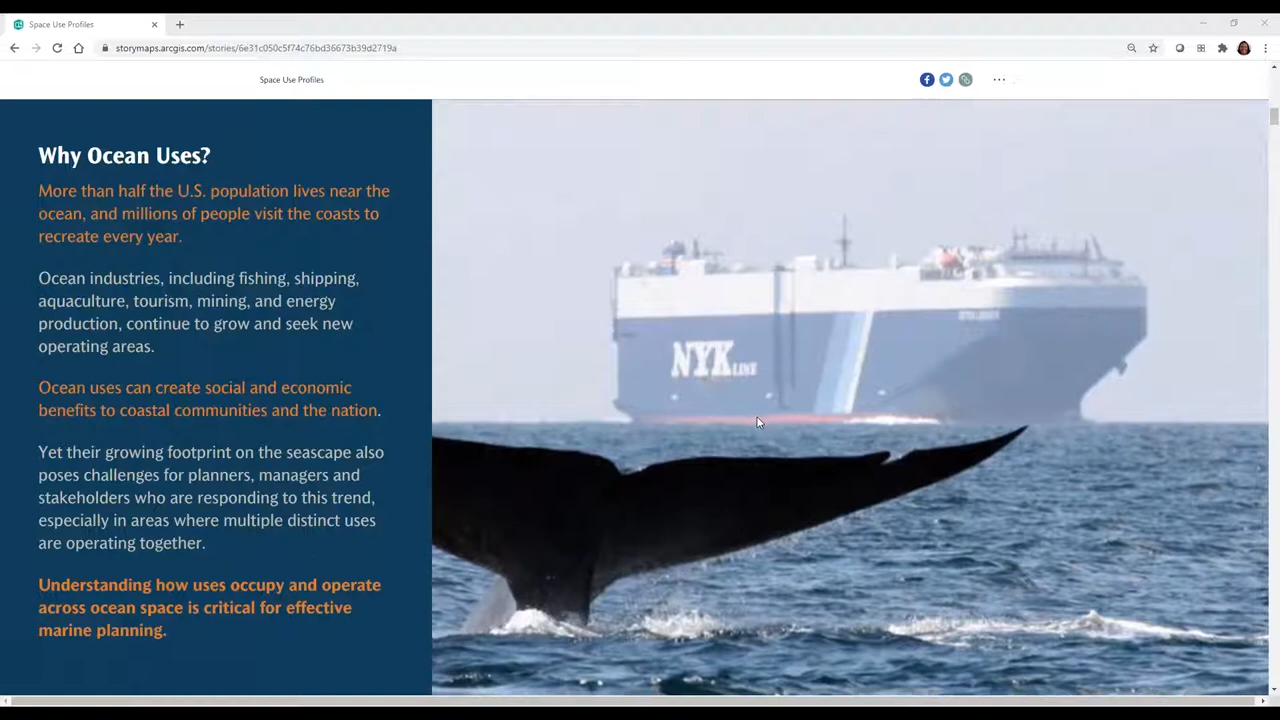 Space Use Profiles
storymaps.arcgis.com/stories/6e31c050c5f74c76bd36673b39d2719a
Space Use Profiles
Why Ocean Uses?
More than half the U.S. population lives near the
ocean, and millions of people visit the coasts to
recreate every year.
Ocean industries, including fishing, shipping,
aquaculture, tourism, mining, and energy
production, continue to grow and seek new
operating areas.
Ocean uses can create social and economic
benefits to coastal communities and the nation.
Yet their growing footprint on the seascape also
poses challenges for planners, managers and
stakeholders who are responding to this trend,
especially in areas where multiple distinct uses
are operating together.
Understanding how uses occupy and operate
across ocean space is critical for effective
marine planning.
NYK LINE